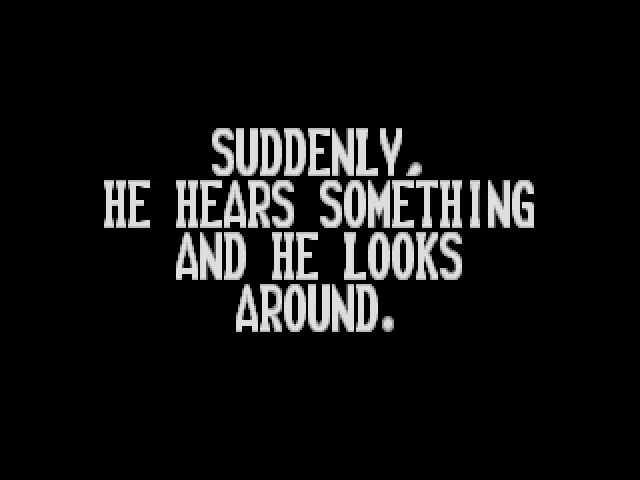 SUDDENLY,
HE HEARS SOMETHING
AND HE LOOKS
AROUND.